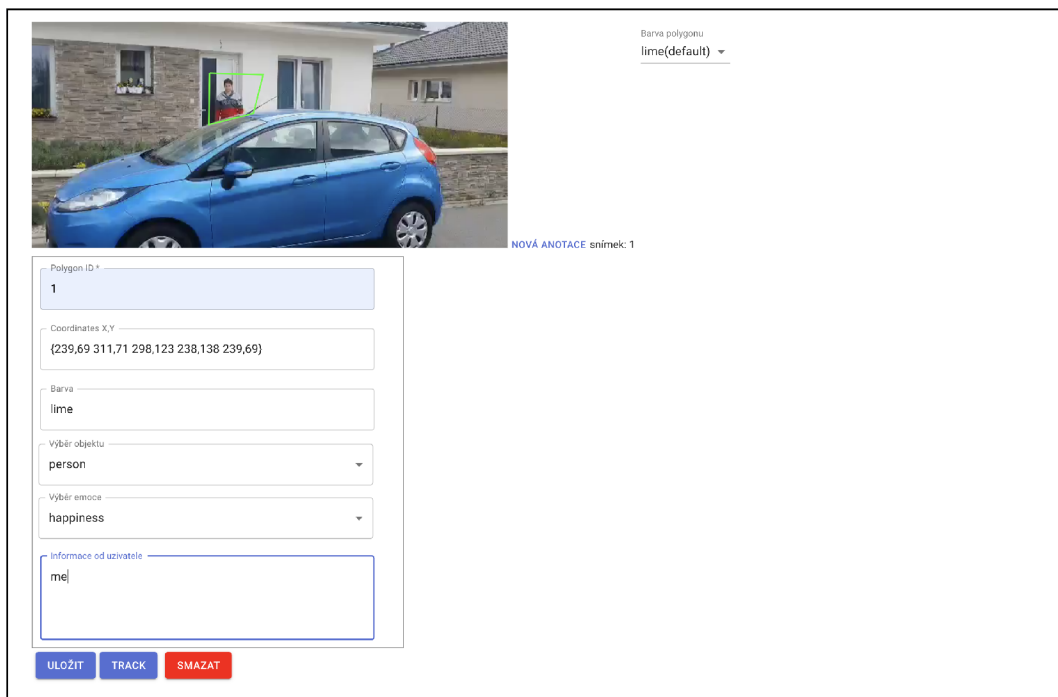 Barva polygonu
lime(default)
NOVÁ ANOTACE snímek: 1
Polygon ID *
1
Coordinates X,Y
{239,69 311,71 298,123 238,138 239,69}
Barva
lime
Výběr objektu
person
Výběr emoce
happiness
Informace od uzivatele
me
ULOŽIT TRACK SMAZAT